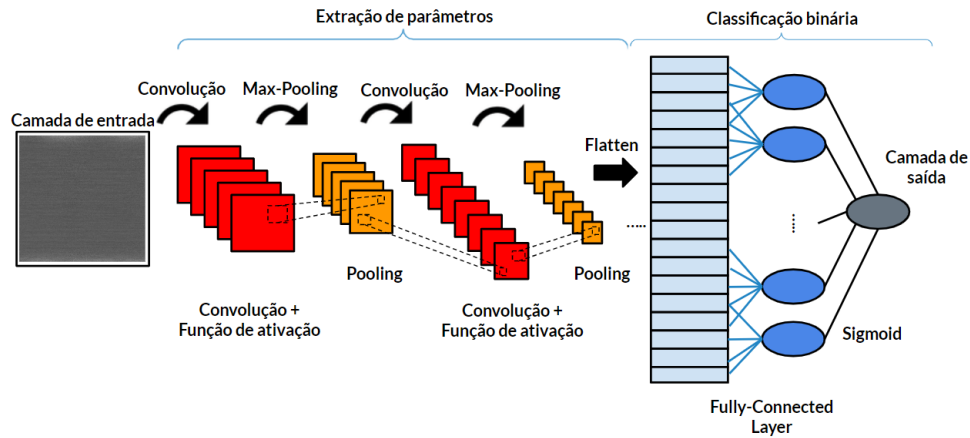 Extração de parâmetros
Classificação binária
Convolução
Max-Pooling
Convolução
Max-Pooling
Camada de entrada
Flatten
Camada de
saída
Pooling
Pooling
Convolução +
Função de ativação
Convolução +
Função de ativação
Sigmoid
Fully-Connected
Layer